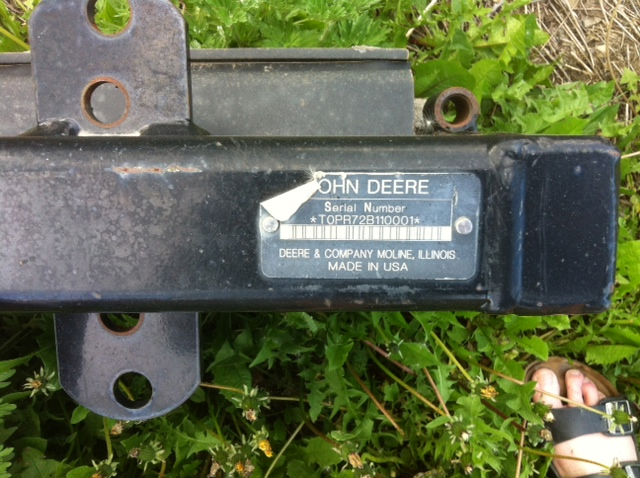 OHN DEERE
Serial Number
*T0PR72B110001*
DEERE & COMPANY MOLINE, ILLINOIS
MADE IN USA